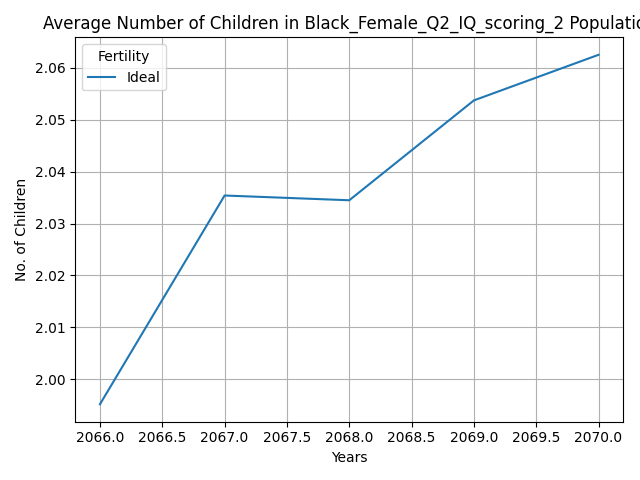 Average Number of Children in Black_Female_Q2_IQ_scoring_2 Populatio
Fertility
Ideal
No. of Children
2.06
2.05
2.04
2.03
2.02
2.01
2.00
2066.0 2066.5 2067.0 2067.5 2068.0 2068.5 2069.0 2069.5 2070.0
Years